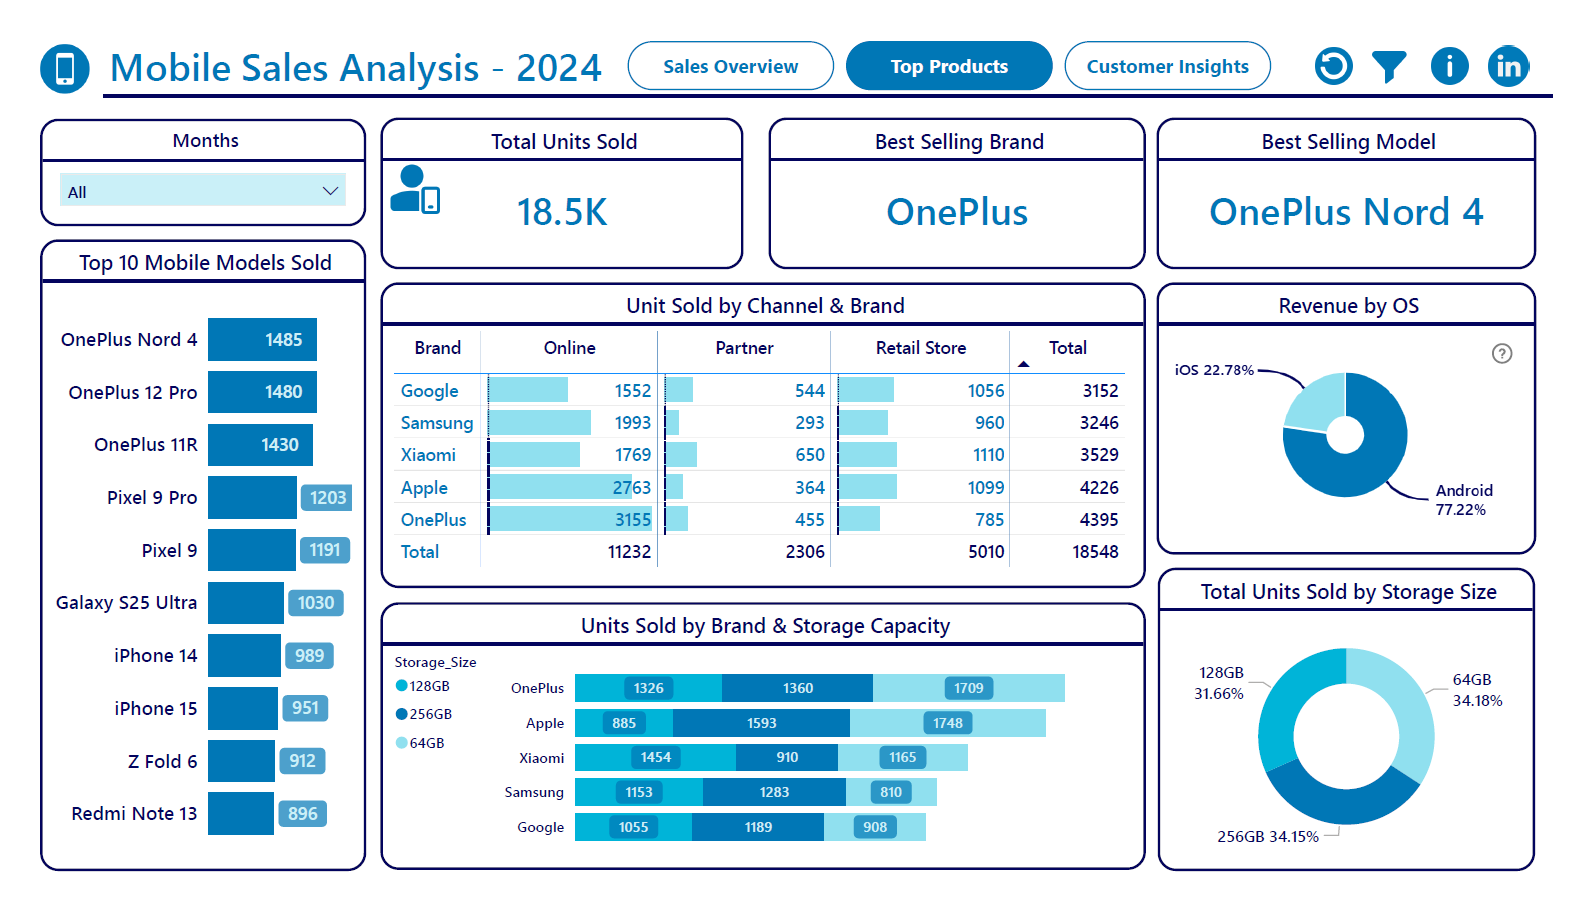 Mobile Sales Analysis - 2024
Sales Overview
Top Products
Customer Insights
i
in
Months
All
Total Units Sold
18.5K
Best Selling Brand
OnePlus
Best Selling Model
OnePlus Nord 4
Top 10 Mobile Models Sold
OnePlus Nord 4 1485
OnePlus 12 Pro 1480
OnePlus 11R 1430
Pixel 9 Pro 1203
Pixel 9 1191
Galaxy S25 Ultra 1030
iPhone 14 989
iPhone 15 951
Z Fold 6 912
Redmi Note 13 896
Unit Sold by Channel & Brand
Brand Online Partner Retail Store Total
Google 1552 544 1056 3152
Samsung 1993 293 960 3246
Xiaomi 1769 650 1110 3529
Apple 2763 364 1099 4226
OnePlus 3155 455 785 4395
Total 11232 2306 5010 18548
Revenue by OS
?
iOS 22.78%
Android
77.22%
Units Sold by Brand & Storage Capacity
Storage_Size
128GB
256GB
64GB
OnePlus 1326 1360 1709
Apple 885 1593 1748
Xiaomi 1454 910 1165
Samsung 1153 1283 810
Google 1055 1189 908
Total Units Sold by Storage Size
128GB
31.66%
64GB
34.18%
256GB 34.15%